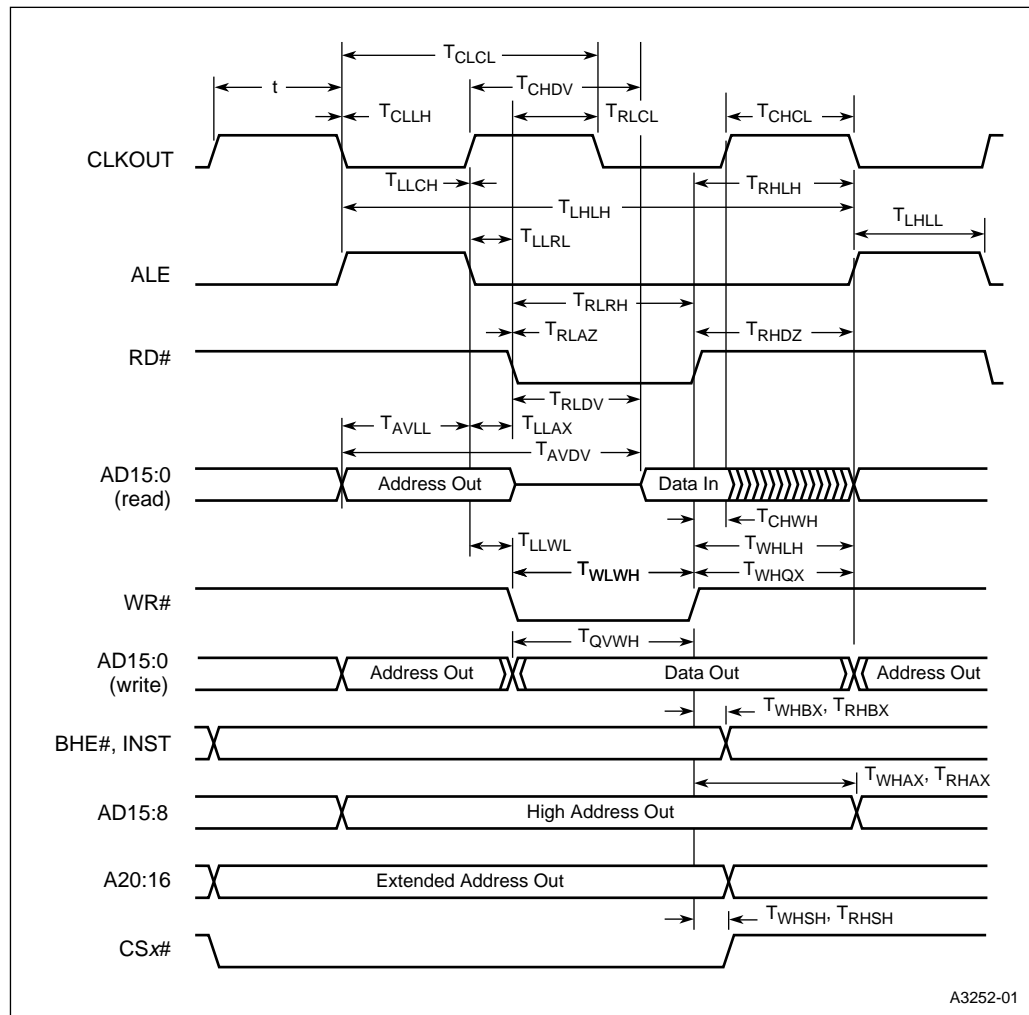 TCLCL
t
TCHDV
TCLLH
TRLCL
TCHCL
CLKOUT
TLLCH
TRHLH
TLHLH
TLHLL
TLLRL
ALE
TRLRH
TRLAZ
TRHDZ
RD#
TRLDV
TAVLL
TLLAX
TAVDV
AD15:0
(read)
Address Out
Data In
TCHWH
TLLWL
TWHLH
TWLWH
TWHQX
WR#
TQVWH
AD15:0
(write)
Address Out
Data Out
Address Out
TWHBX, TRHBX
BHE#, INST
TWHAX, TRHAX
AD15:8
High Address Out
A20:16
Extended Address Out
TWHSH, TRHSH
CSx#
A3252-01